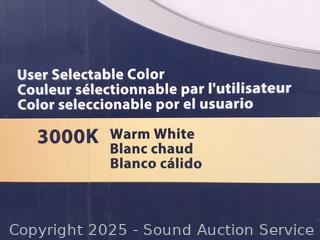 User Selectable Color
Couleur sélectionnable par l'utilisateur
Color seleccionable por el usuario
3000K Warm White
Blanc chaud
Blanco cálido
Copyright 2025 - Sound Auction Service